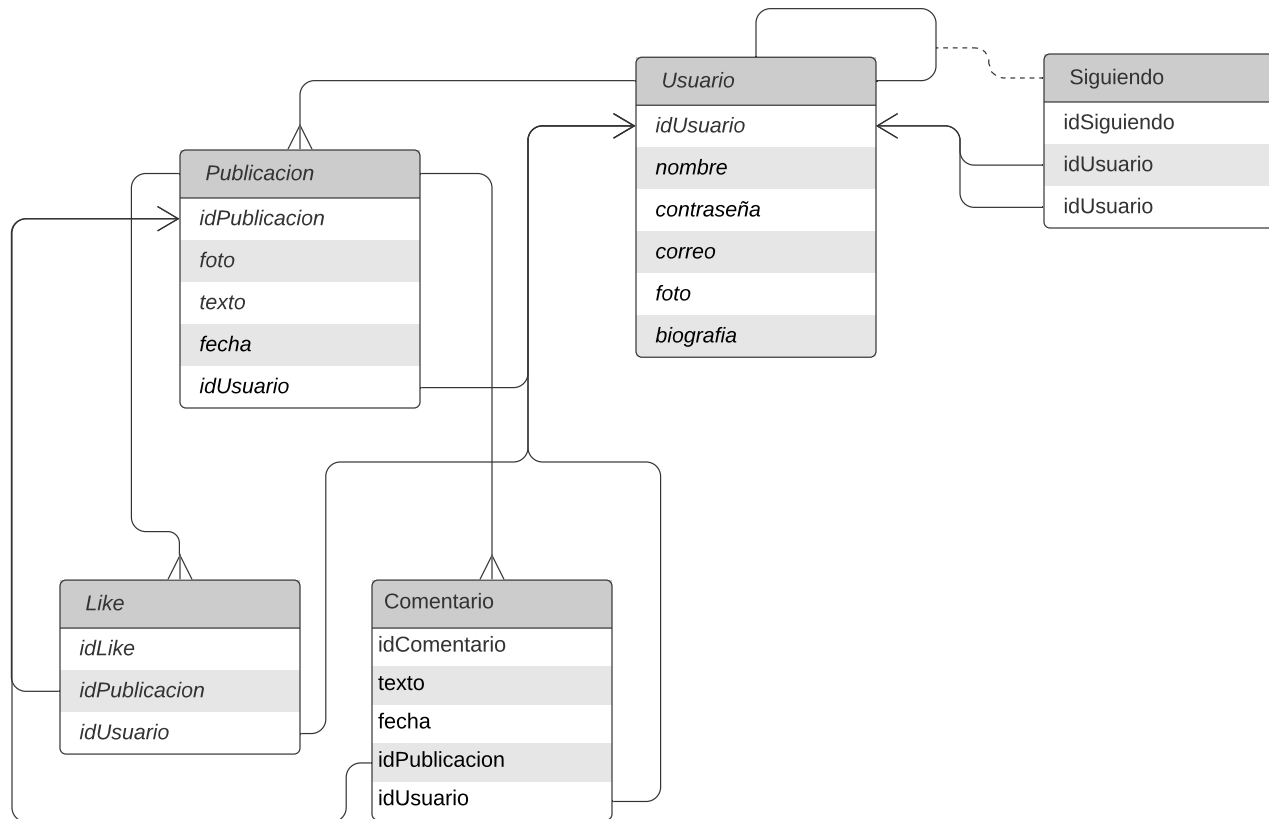 Usuario
idUsuario
nombre
contraseña
correo
foto
biografia
Siguiendo
idSiguiendo
idUsuario
idUsuario
Publicacion
idPublicacion
foto
texto
fecha
idUsuario
Like
idLike
idPublicacion
idUsuario
Comentario
idComentario
texto
fecha
idPublicacion
idUsuario